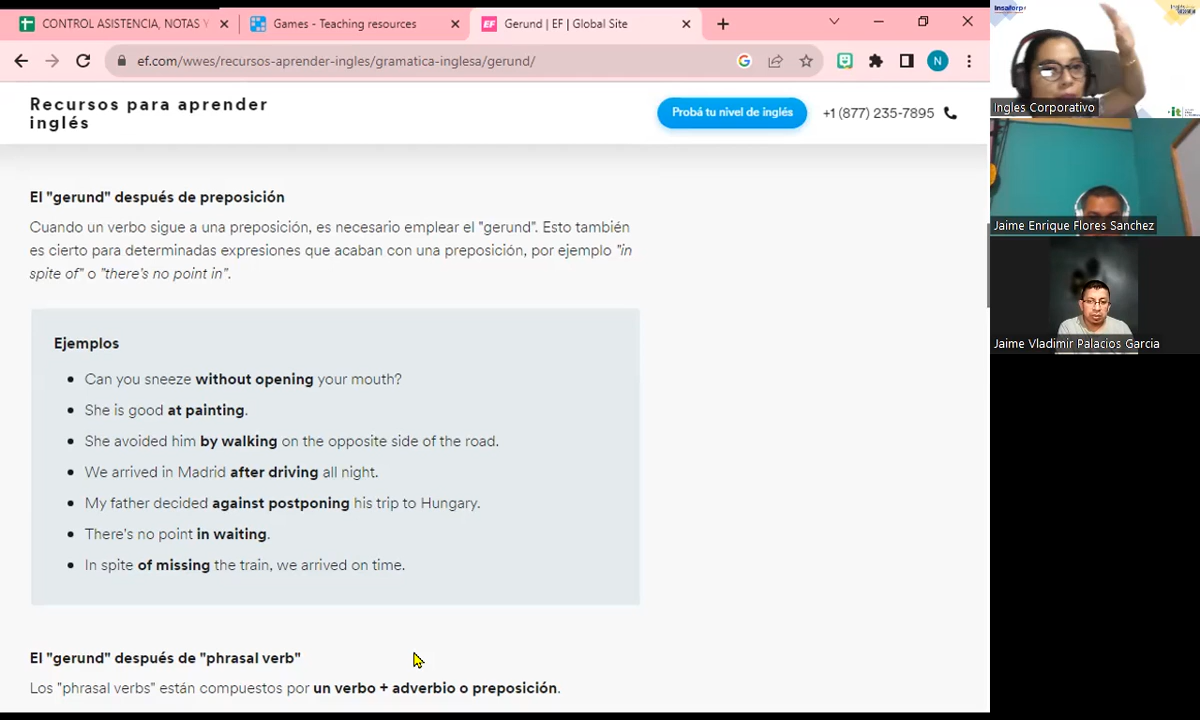 CONTROL ASISTENCIA, NOTAS Y
Games - Teaching resources
Gerund | EF | Global Site
ef.com/wwes/recursos-aprender-ingles/gramatica-inglesa/gerund/
N
Recursos para aprender
inglés
Probá tu nivel de inglés
+1 (877) 235-7895
El "gerund" después de preposición
Cuando un verbo sigue a una preposición, es necesario emplear el "gerund". Esto también
es cierto para determinadas expresiones que acaban con una preposición, por ejemplo "in
spite of" o "there's no point in".
Ejemplos
Can you sneeze without opening your mouth?
She is good at painting.
She avoided him by walking on the opposite side of the road.
We arrived in Madrid after driving all night.
My father decided against postponing his trip to Hungary.
There's no point in waiting.
In spite of missing the train, we arrived on time.
El "gerund" después de "phrasal verb"
Los "phrasal verbs" están compuestos por un verbo + adverbio o preposición.
Insaforp
Ingles Corporativo
Jaime Enrique Flores Sanchez
Jaime Vladimir Palacios Garcia